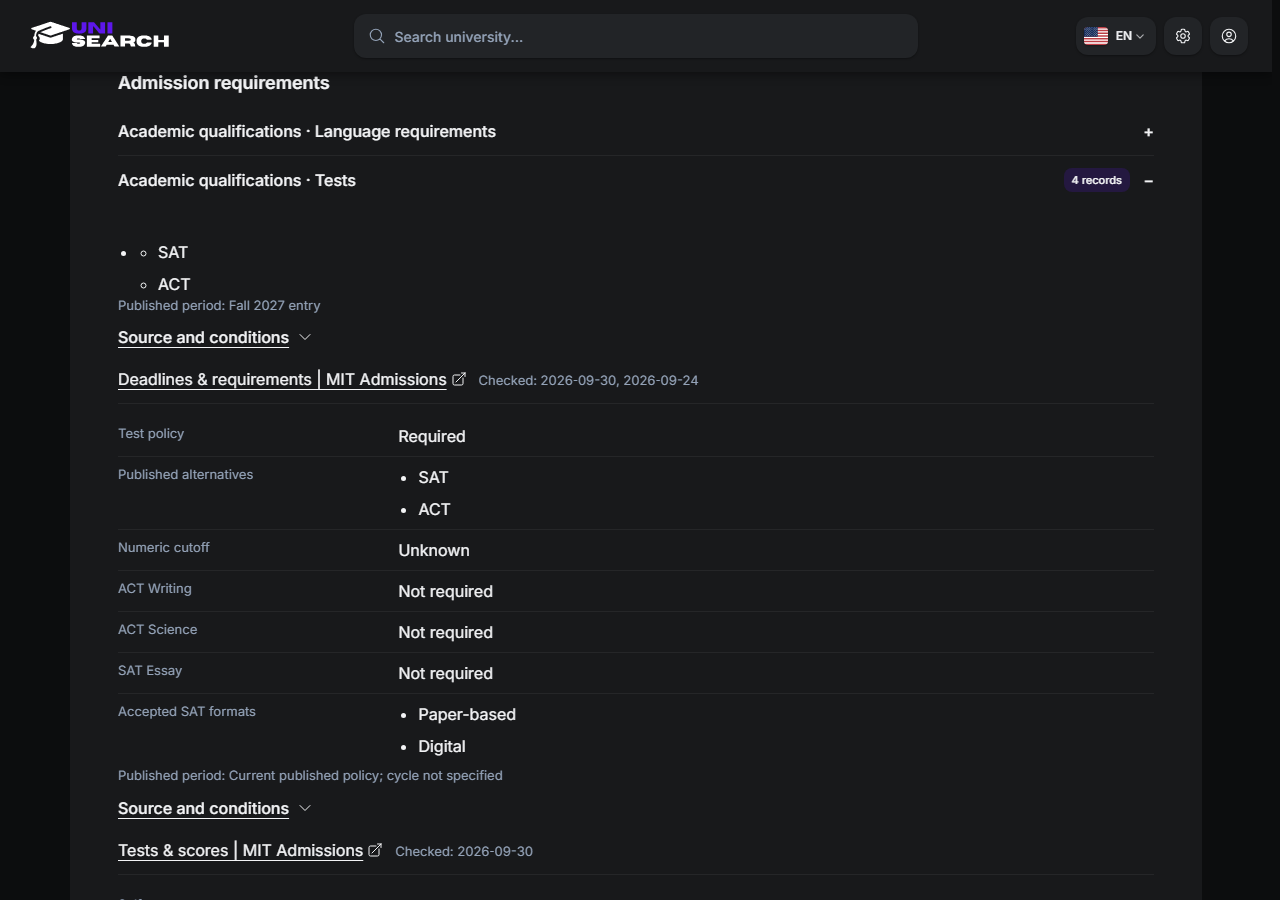 UNI
SEARCH
Search university...
EN
Admission requirements
Academic qualifications · Language requirements
+
Academic qualifications · Tests
4 records
−
SAT
ACT
Published period: Fall 2027 entry
Source and conditions
Deadlines & requirements | MIT Admissions
Checked: 2026-09-30, 2026-09-24
Test policy
Required
Published alternatives
SAT
ACT
Numeric cutoff
Unknown
ACT Writing
Not required
ACT Science
Not required
SAT Essay
Not required
Accepted SAT formats
Paper-based
Digital
Published period: Current published policy; cycle not specified
Source and conditions
Tests & scores | MIT Admissions
Checked: 2026-09-30